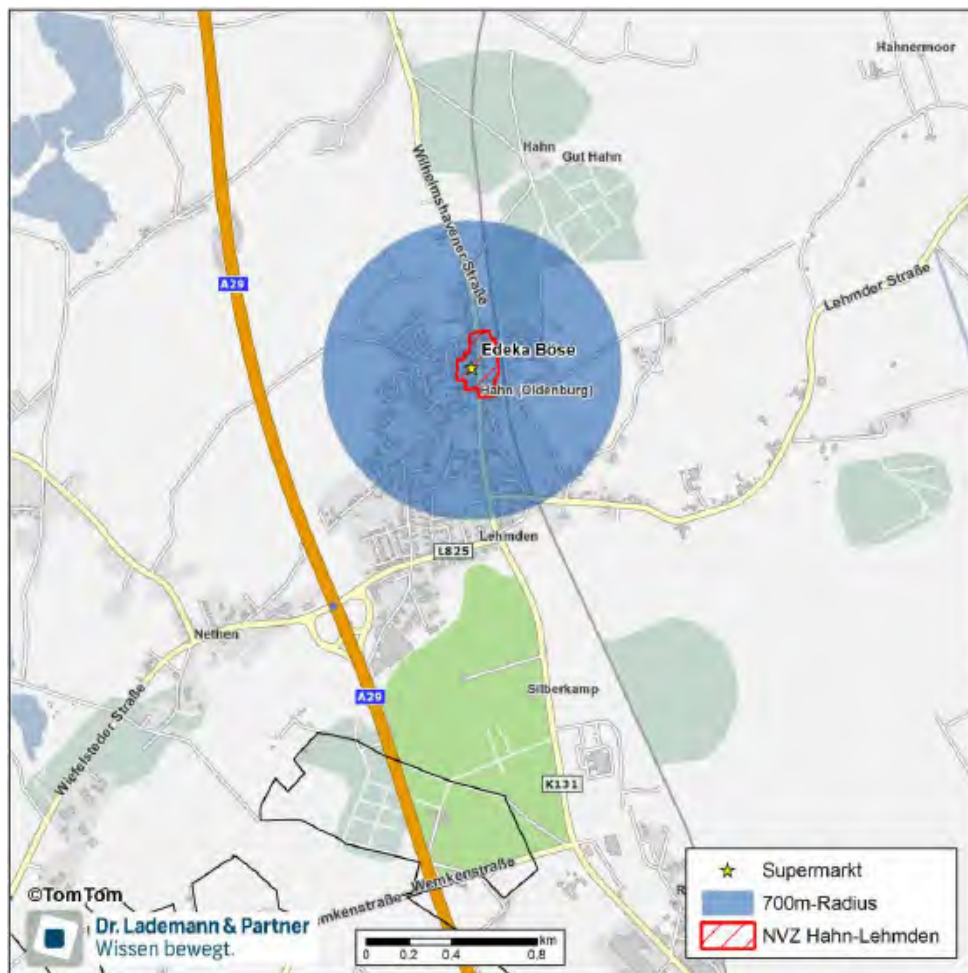 Hahnermoor
Hahn
Gut Hahn
Wilhelmshavener Straße
A29
Lehmder Straße
Edeka Böse
Hahn (Oldenburg)
Lehmden
L825
Nethen
A29
Silberkamp
Wiefelsteder Straße
K131
Wemkenstraße
Wemkenstraße
©TomTom
Dr. Lademann & Partner
Wissen bewegt.
km
0 0,2 0,4 0,8
Supermarkt
700m-Radius
NVZ Hahn-Lehmden